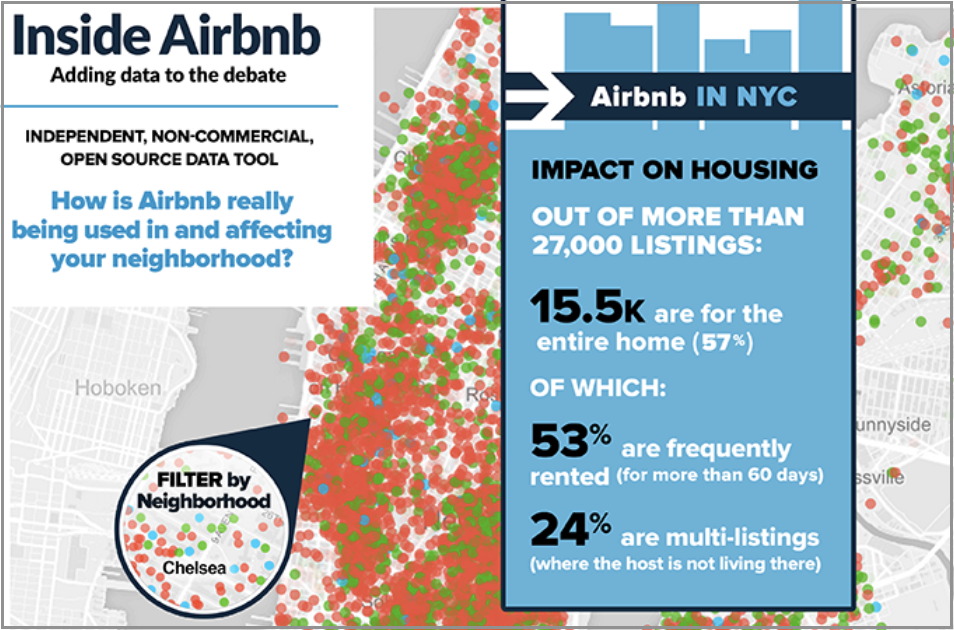 Inside Airbnb
Adding data to the debate
INDEPENDENT, NON-COMMERCIAL,
OPEN SOURCE DATA TOOL
How is Airbnb really
being used in and affecting
your neighborhood?
Airbnb IN NYC
IMPACT ON HOUSING
OUT OF MORE THAN
27,000 LISTINGS:
15.5K are for the
entire home (57%)
OF WHICH:
53% are frequently
rented (for more than 60 days)
24% are multi-listings
(where the host is not living there)
Hoboken
FILTER by
Neighborhood
Chelsea
Astoria
unnyside
ssville